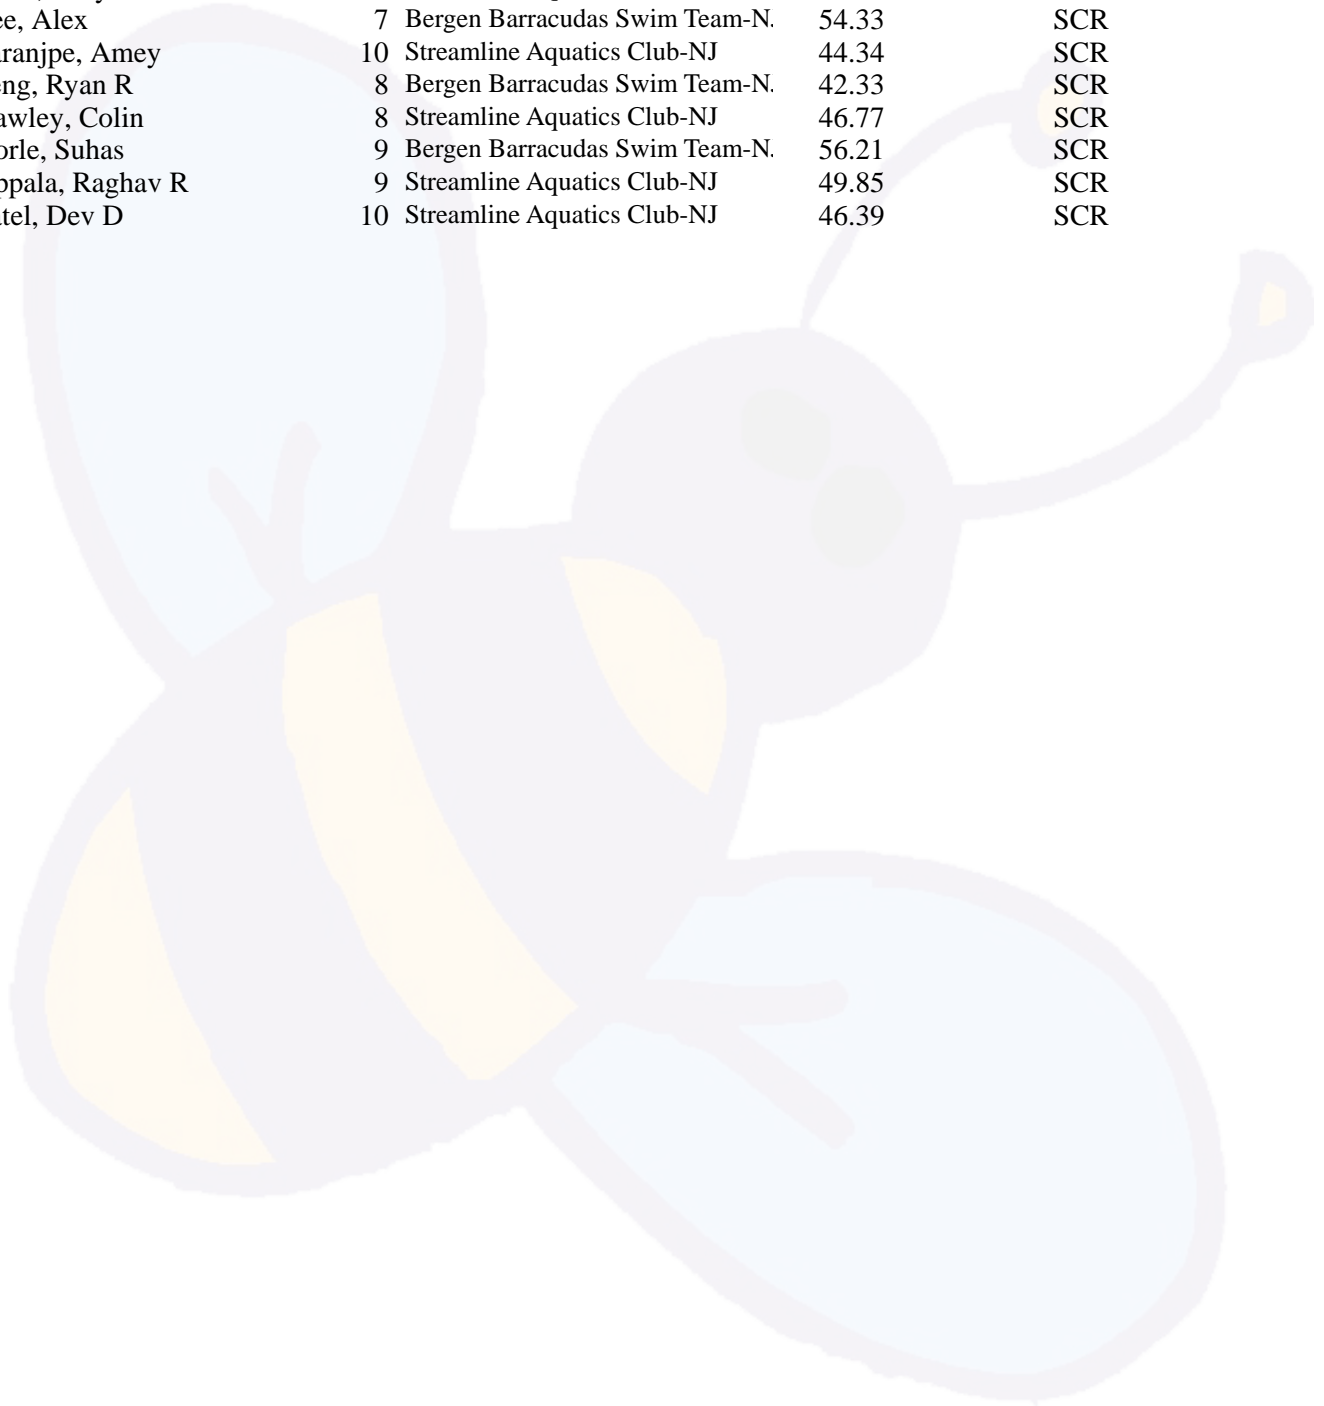 ee, Alex 7 Bergen Barracudas Swim Team-N. 54.33 SCR
aranjpe, Amey 10 Streamline Aquatics Club-NJ 44.34 SCR
eng, Ryan R 8 Bergen Barracudas Swim Team-N. 42.33 SCR
awley, Colin 8 Streamline Aquatics Club-NJ 46.77 SCR
orle, Suhas 9 Bergen Barracudas Swim Team-N. 56.21 SCR
ppala, Raghav R 9 Streamline Aquatics Club-NJ 49.85 SCR
atel, Dev D 10 Streamline Aquatics Club-NJ 46.39 SCR